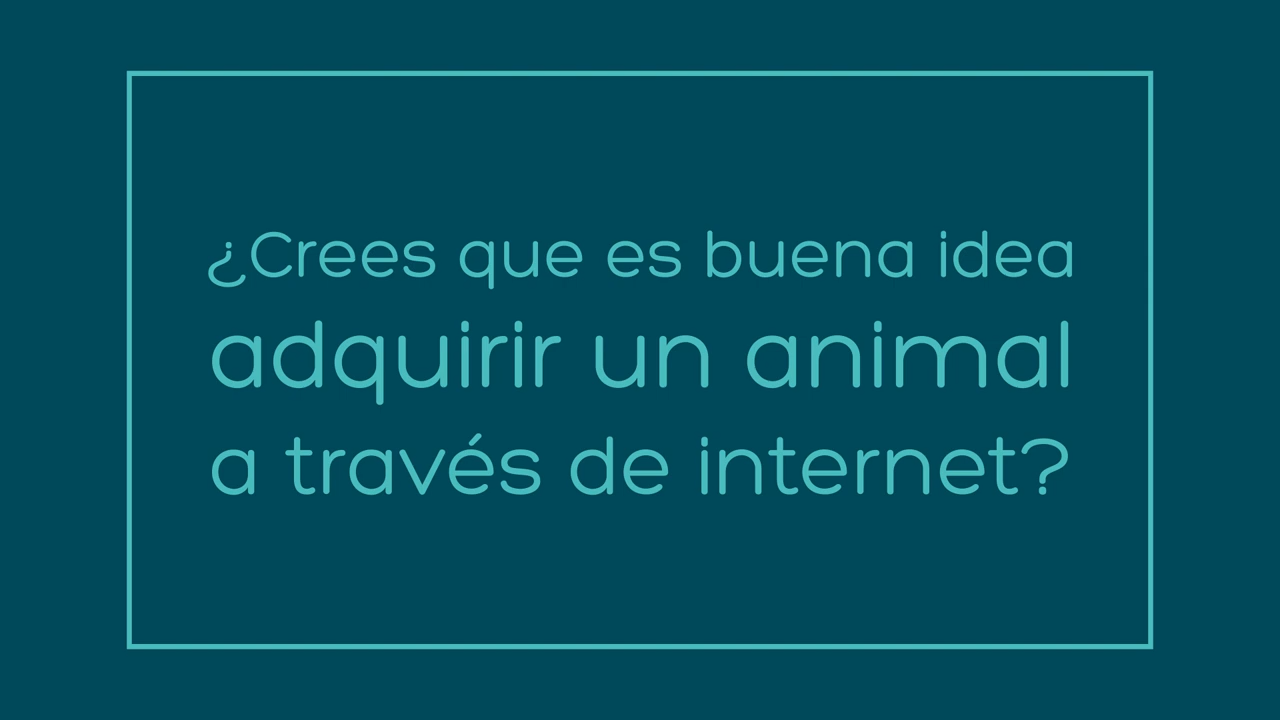 ¿Crees que es buena idea
adquirir un animal
a través de internet?